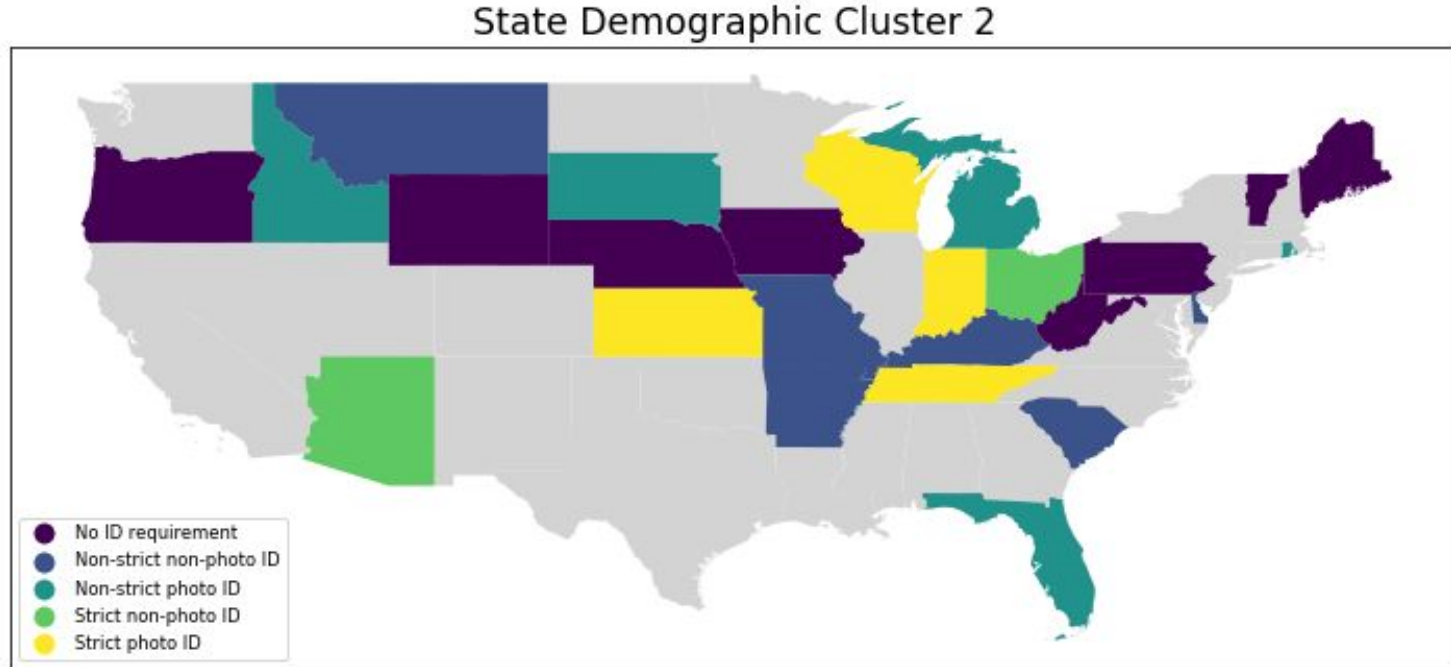 State Demographic Cluster 2
No ID requirement
Non-strict non-photo ID
Non-strict photo ID
Strict non-photo ID
Strict photo ID